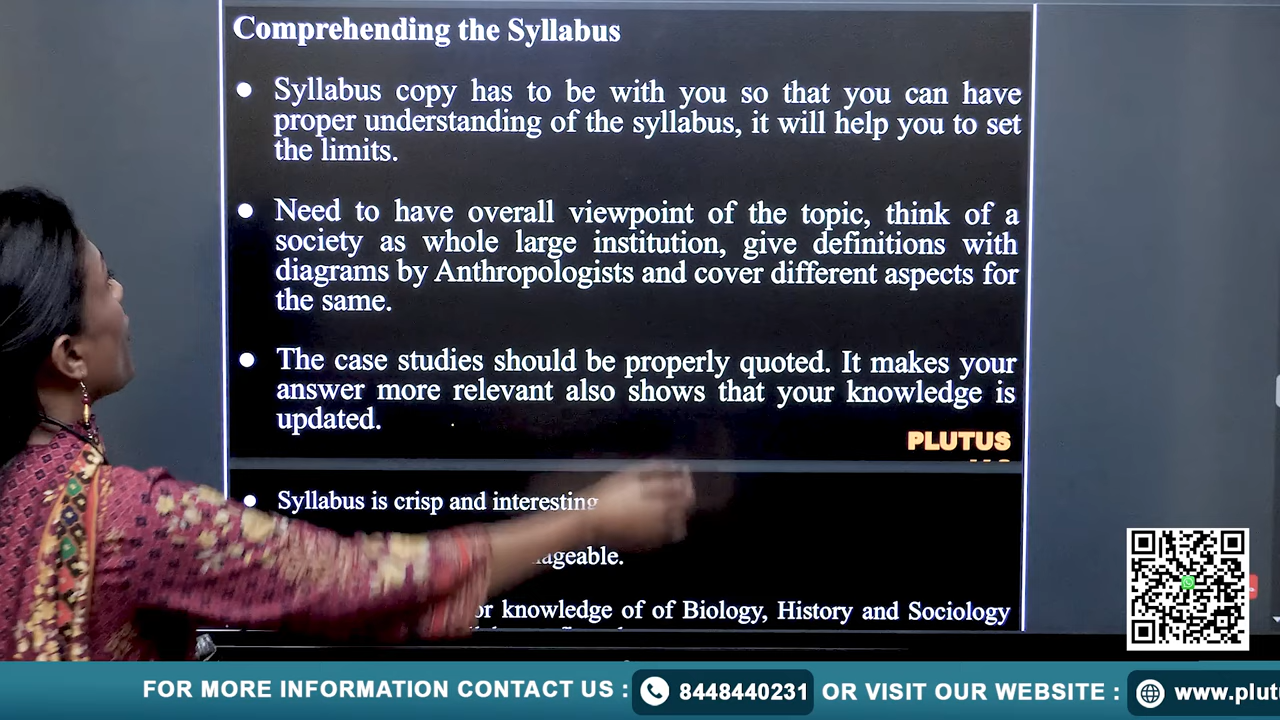 Comprehending the Syllabus
● Syllabus copy has to be with you so that you can have
proper understanding of the syllabus, it will help you to set
the limits.
● Need to have overall viewpoint of the topic, think of a
society as whole large institution, give definitions with
diagrams by Anthropologists and cover different aspects for
the same.
● The case studies should be properly quoted. It makes your
answer more relevant also shows that your knowledge is
updated.
PLUTUS
● Syllabus is crisp and interesting
knowledge of of Biology, History and Sociology
FOR MORE INFORMATION CONTACT US : 8448440231 OR VISIT OUR WEBSITE :